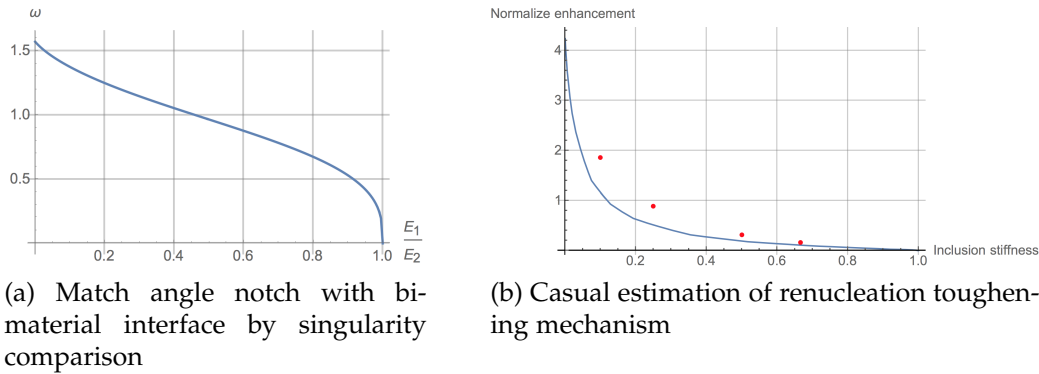 ω
1.5
1.0
0.5
0.2
0.4
0.6
0.8
1.0
E1
E2
(a) Match angle notch with bi-
material interface by singularity
comparison
Normalize enhancement
4
3
2
1
0.2
0.4
0.6
0.8
1.0
Inclusion stiffness
(b) Casual estimation of renucleation toughen-
ing mechanism